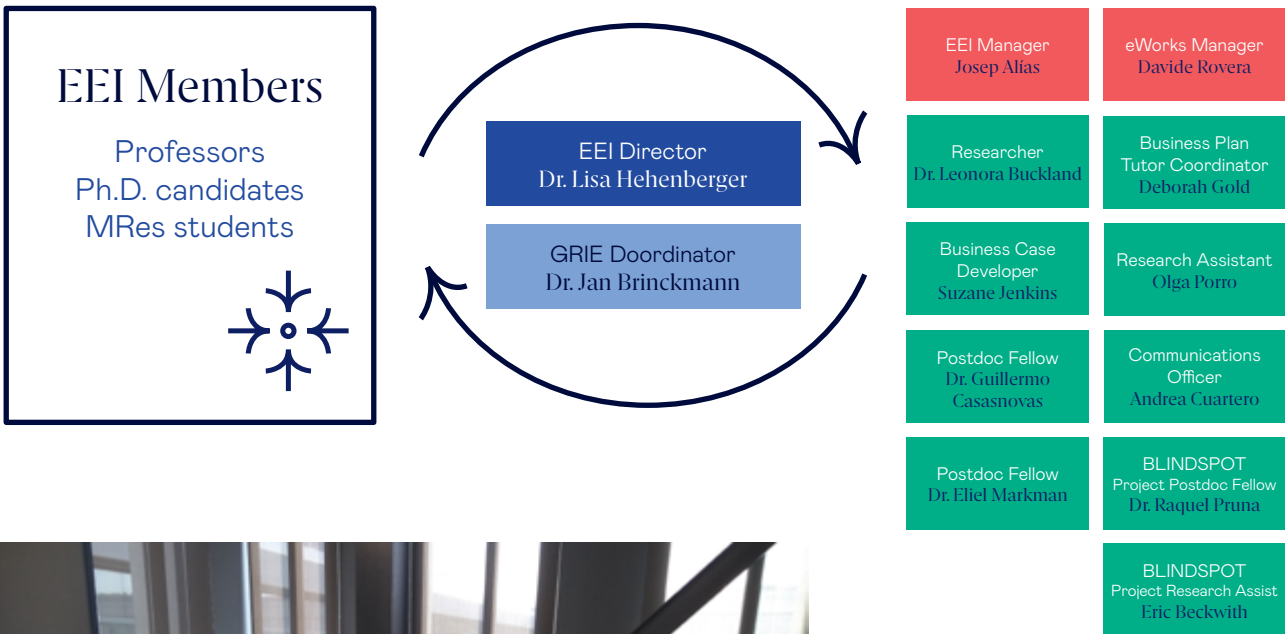 EEI Members
Professors
Ph.D. candidates
MRes students
EEI Director
Dr. Lisa Hehenberger
GRIE Doordinator
Dr. Jan Brinckmann
EEI Manager
Josep Alías
eWorks Manager
Davide Rovera
Researcher
Dr. Leonora Buckland
Business Plan
Tutor Coordinator
Deborah Gold
Business Case
Developer
Suzane Jenkins
Research Assistant
Olga Porro
Postdoc Fellow
Dr. Guillermo
Casasnovas
Communications
Officer
Andrea Cuartero
Postdoc Fellow
Dr. Eliel Markman
BLINDSPOT
Project Postdoc Fellow
Dr. Raquel Pruna
BLINDSPOT
Project Research Assist
Eric Beckwith